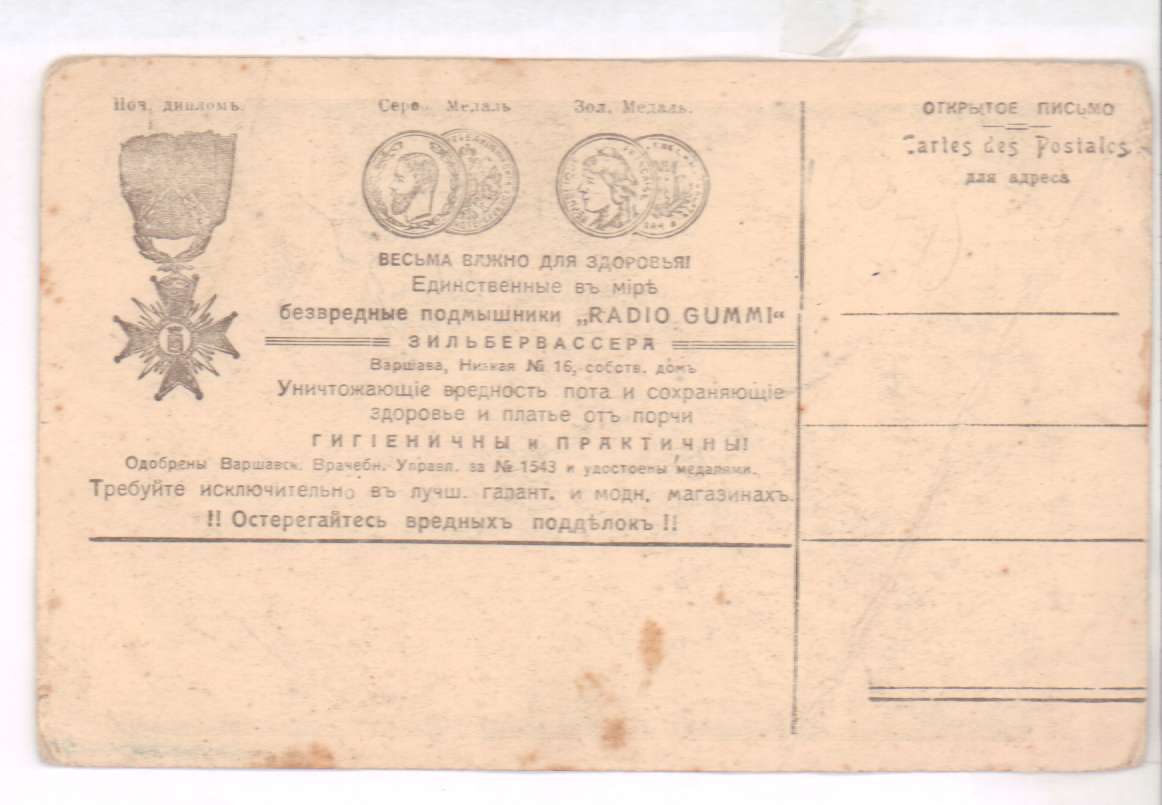 Поч. дипломъ.
Сереб. Медаль
Зол. Медаль.
ВЕСЬМА ВАЖНО ДЛЯ ЗДОРОВЬЯ!
Единственные въ мірѣ
безвредные подмышники „RADIO GUMMI“
ЗИЛЬБЕРВАССЕРА
Варшава, Низкая № 16, собств. домъ
Уничтожающіе вредность пота и сохраняющіе
здоровье и платье отъ порчи
ГИГІЕНИЧНЫ и ПРАКТИЧНЫ!
Одобрены Варшавск. Врачебн. Управл. за № 1543 и удостоены медалями.
Требуйте исключительно въ лучш. галант. и модн. магазинахъ.
!! Остерегайтесь вредныхъ поддѣлокъ !!
ОТКРЫТОЕ ПИСЬМО
Cartes des Postales
для адреса